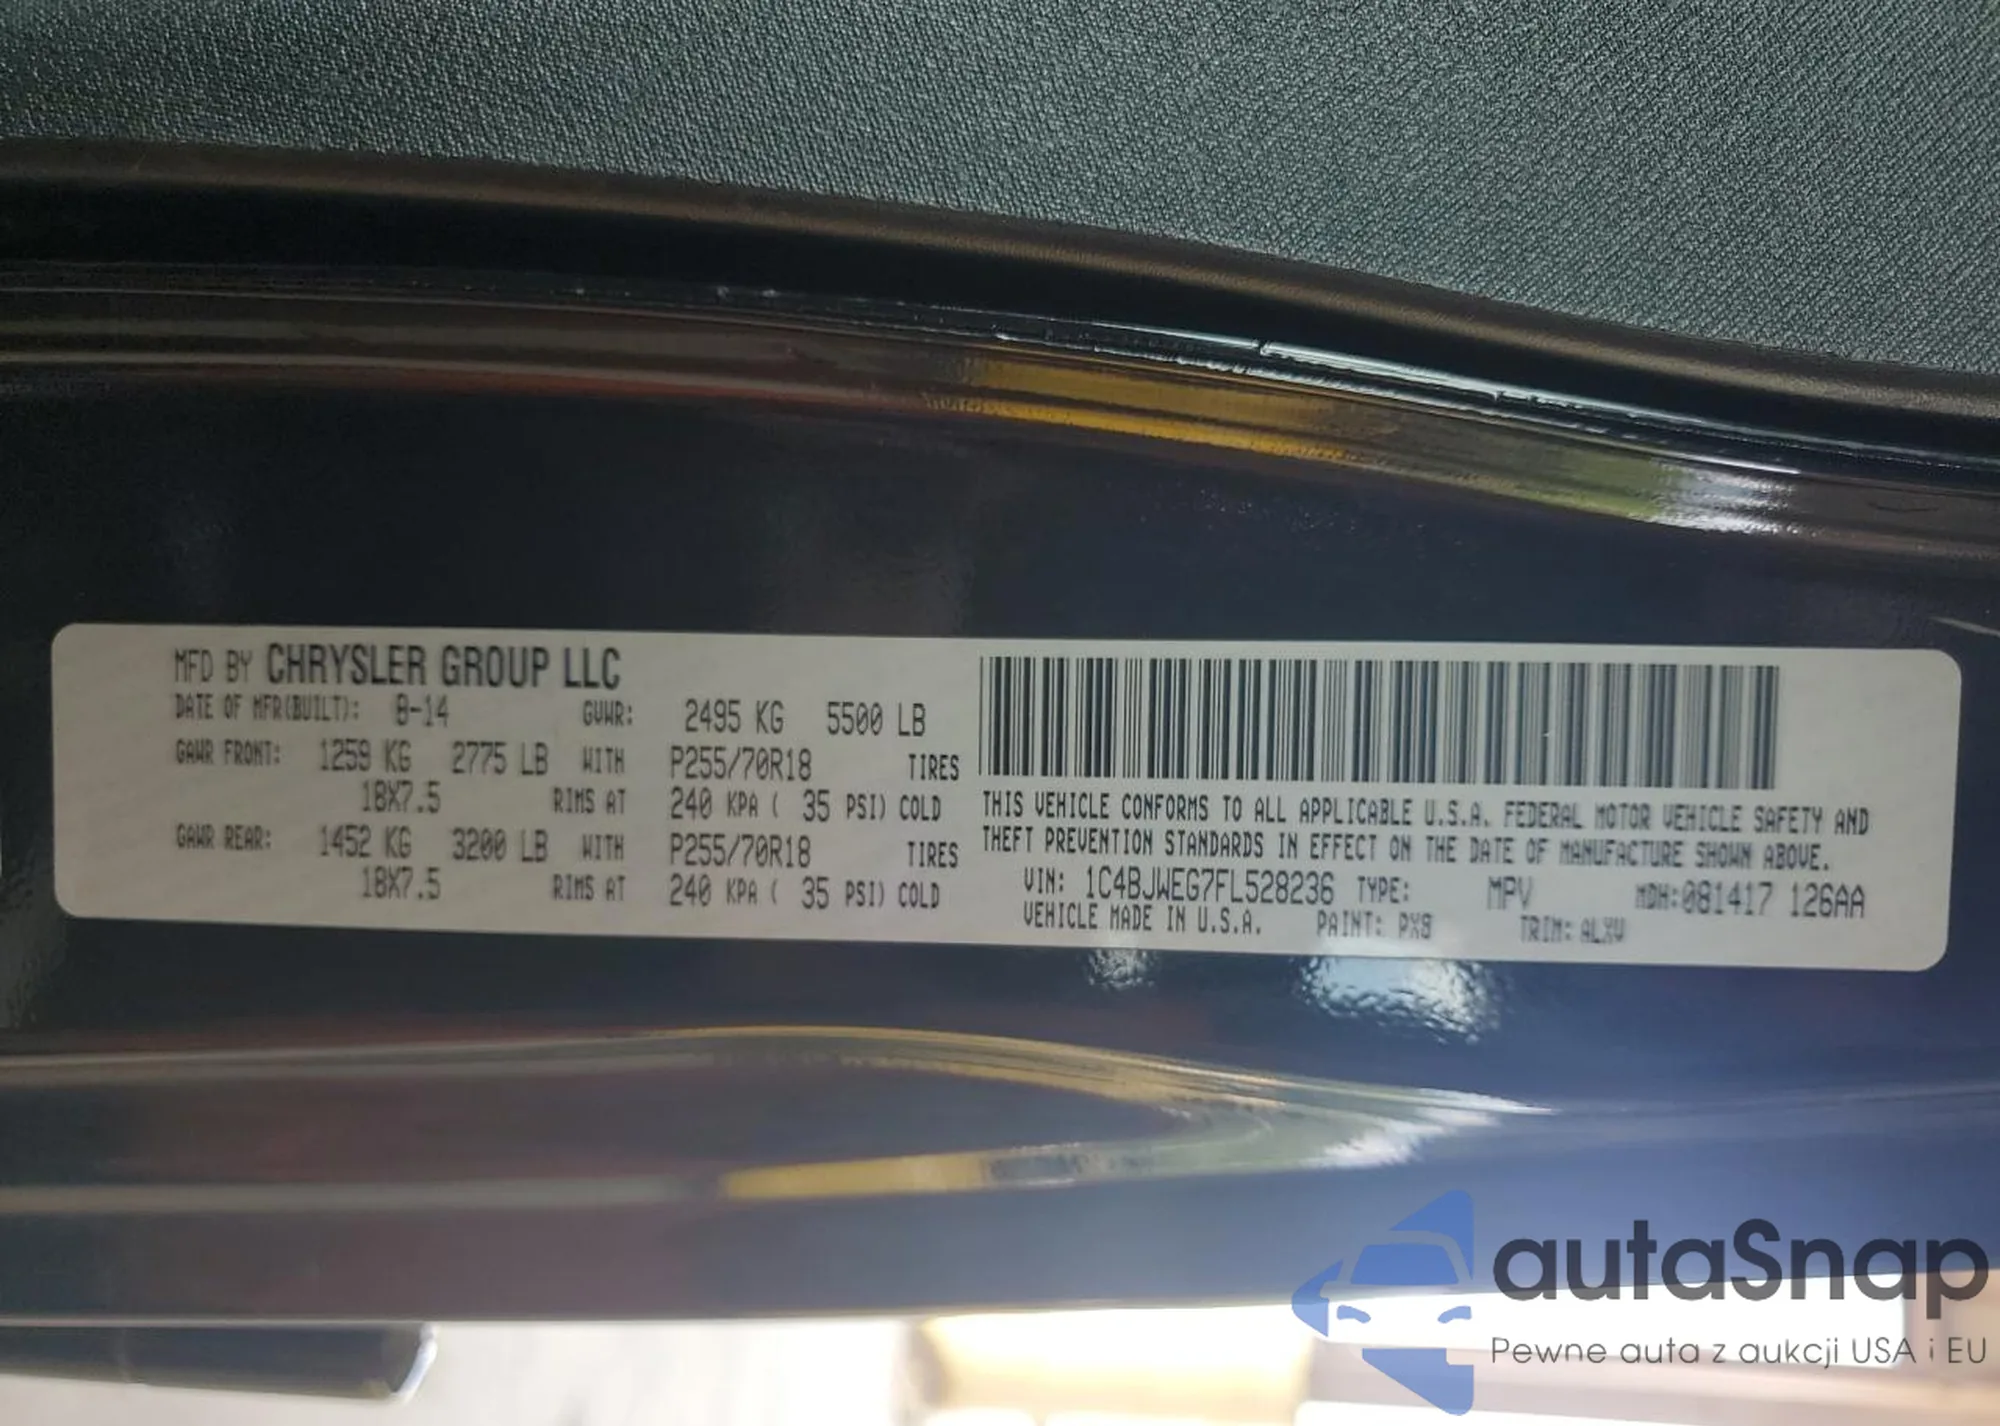 MFD BY CHRYSLER GROUP LLC
DATE OF MFR(BUILT): 8-14 GVWR: 2495 KG 5500 LB
GAWR FRONT: 1259 KG 2775 LB WITH P255/70R18 TIRES
18X7.5 RIMS AT 240 KPA ( 35 PSI) COLD
GAWR REAR: 1452 KG 3200 LB WITH P255/70R18 TIRES
18X7.5 RIMS AT 240 KPA ( 35 PSI) COLD
THIS VEHICLE CONFORMS TO ALL APPLICABLE U.S.A. FEDERAL MOTOR VEHICLE SAFETY AND
THEFT PREVENTION STANDARDS IN EFFECT ON THE DATE OF MANUFACTURE SHOWN ABOVE.
VIN: 1C4BJWEG7FL528236 TYPE: MPV MDH:081417 126AA
VEHICLE MADE IN U.S.A. PAINT: PX8 TRIM: ALXV
autaSnap
Pewne auta z aukcji USA i EU